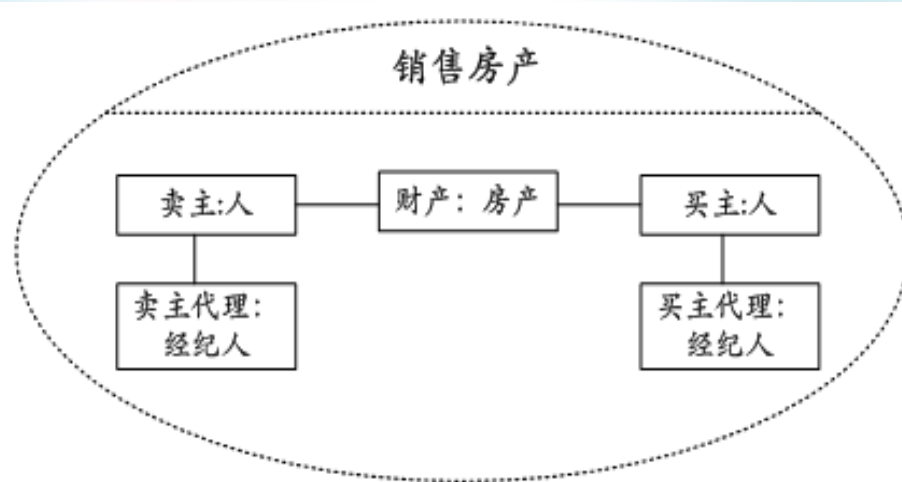 销售房产
卖主:人
财产：房产
买主:人
卖主代理：
经纪人
买主代理：
经纪人